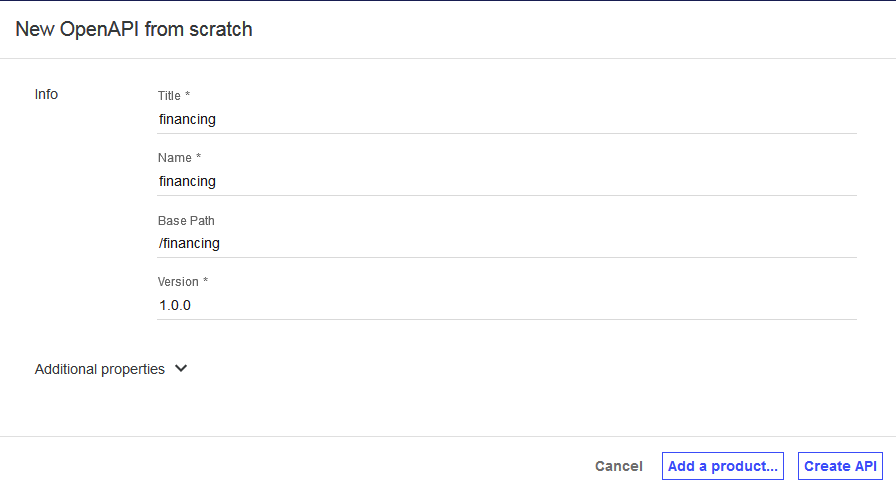 New OpenAPI from scratch
Info
Title *
financing
Name *
financing
Base Path
/financing
Version *
1.0.0
Additional properties
Cancel Add a product... Create API